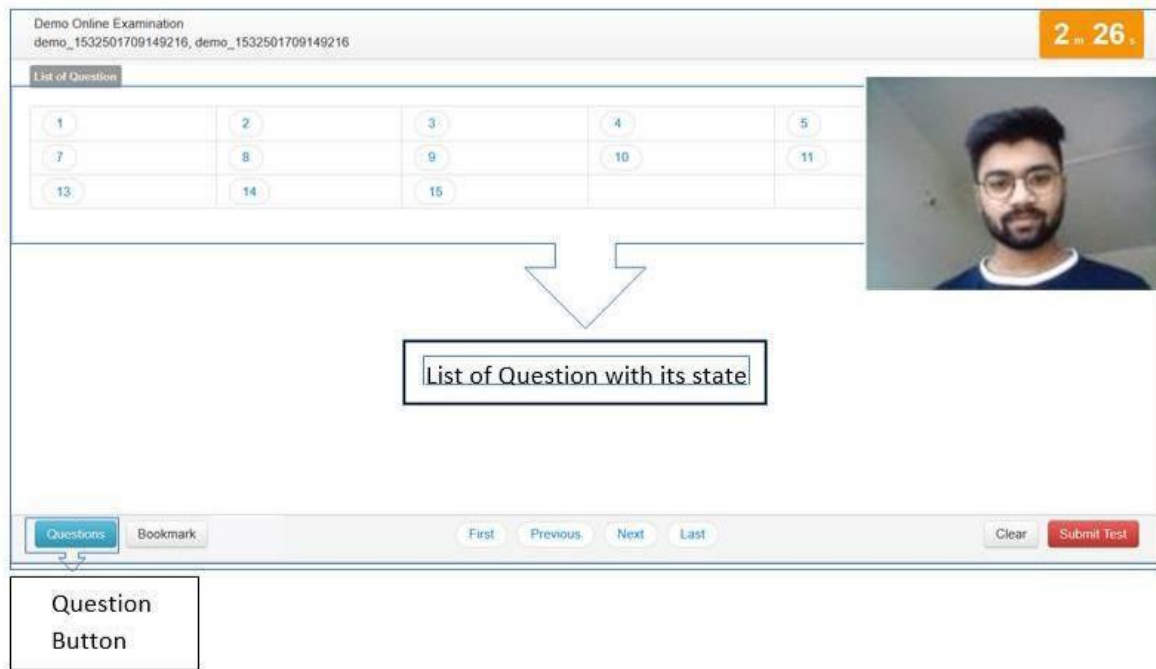 Demo Online Examination
demo_1532501709149216, demo_1532501709149216
2 m 26 s
List of Question
1 2 3 4 5
7 8 9 10 11
13 14 15
List of Question with its state
Questions Bookmark First Previous Next Last Clear Submit Test
Question
Button